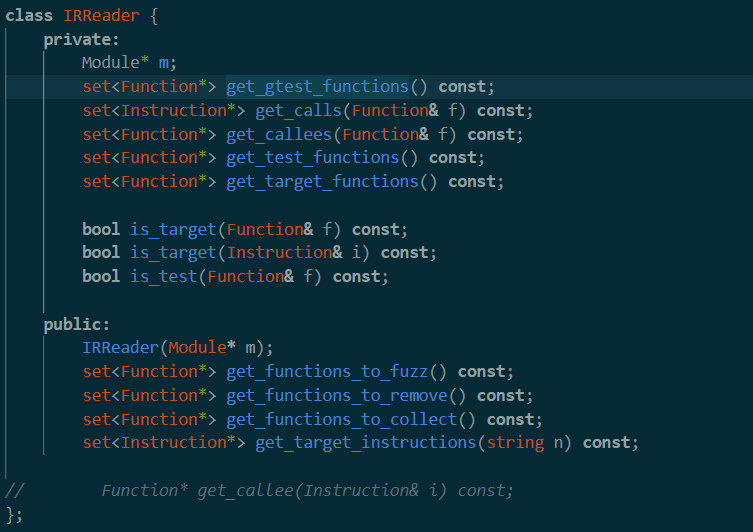 class IRReader {
    private:
        Module* m;
        set<Function*> get_gtest_functions() const;
        set<Instruction*> get_calls(Function& f) const;
        set<Function*> get_callees(Function& f) const;
        set<Function*> get_test_functions() const;
        set<Function*> get_target_functions() const;

        bool is_target(Function& f) const;
        bool is_target(Instruction& i) const;
        bool is_test(Function& f) const;

    public:
        IRReader(Module* m);
        set<Function*> get_functions_to_fuzz() const;
        set<Function*> get_functions_to_remove() const;
        set<Function*> get_functions_to_collect() const;
        set<Instruction*> get_target_instructions(string n) const;

//        Function* get_callee(Instruction& i) const;
};